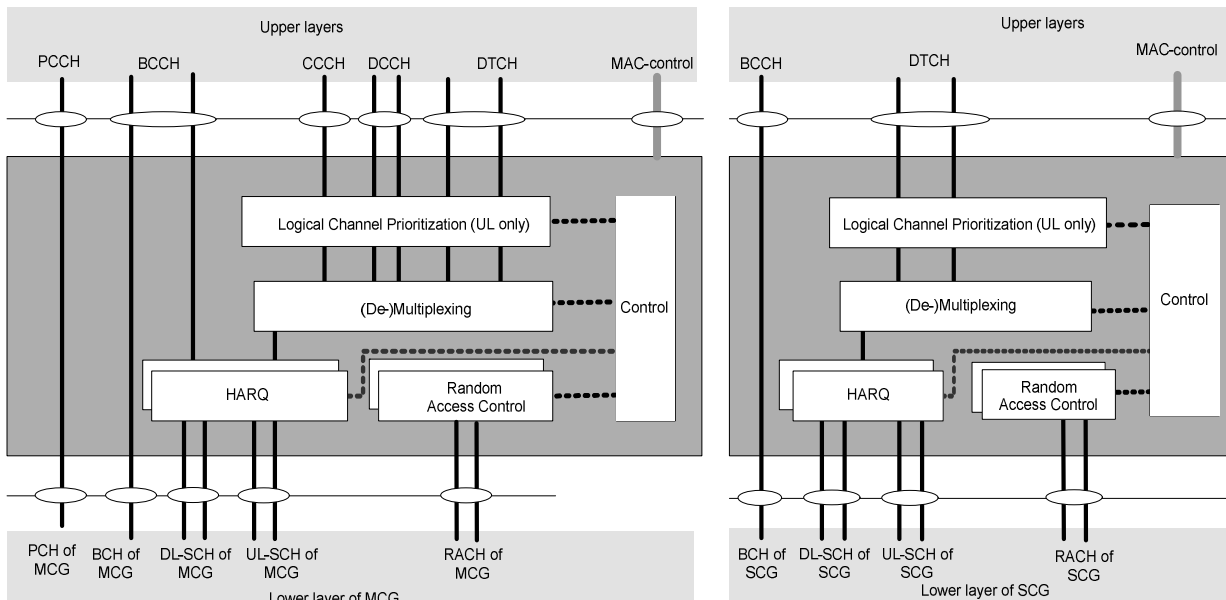 Upper layers
PCCH
BCCH
CCCH
DCCH
DTCH
MAC-control
Logical Channel Prioritization (UL only)
(De-)Multiplexing
Control
HARQ
Random
Access Control
PCH of
MCG
BCH of
MCG
DL-SCH of
MCG
UL-SCH of
MCG
RACH of
MCG
Lower layer of MCG
Upper layers
BCCH
DTCH
MAC-control
Logical Channel Prioritization (UL only)
(De-)Multiplexing
Control
HARQ
Random
Access Control
BCH of
SCG
DL-SCH of
SCG
UL-SCH of
SCG
RACH of
SCG
Lower layer of SCG